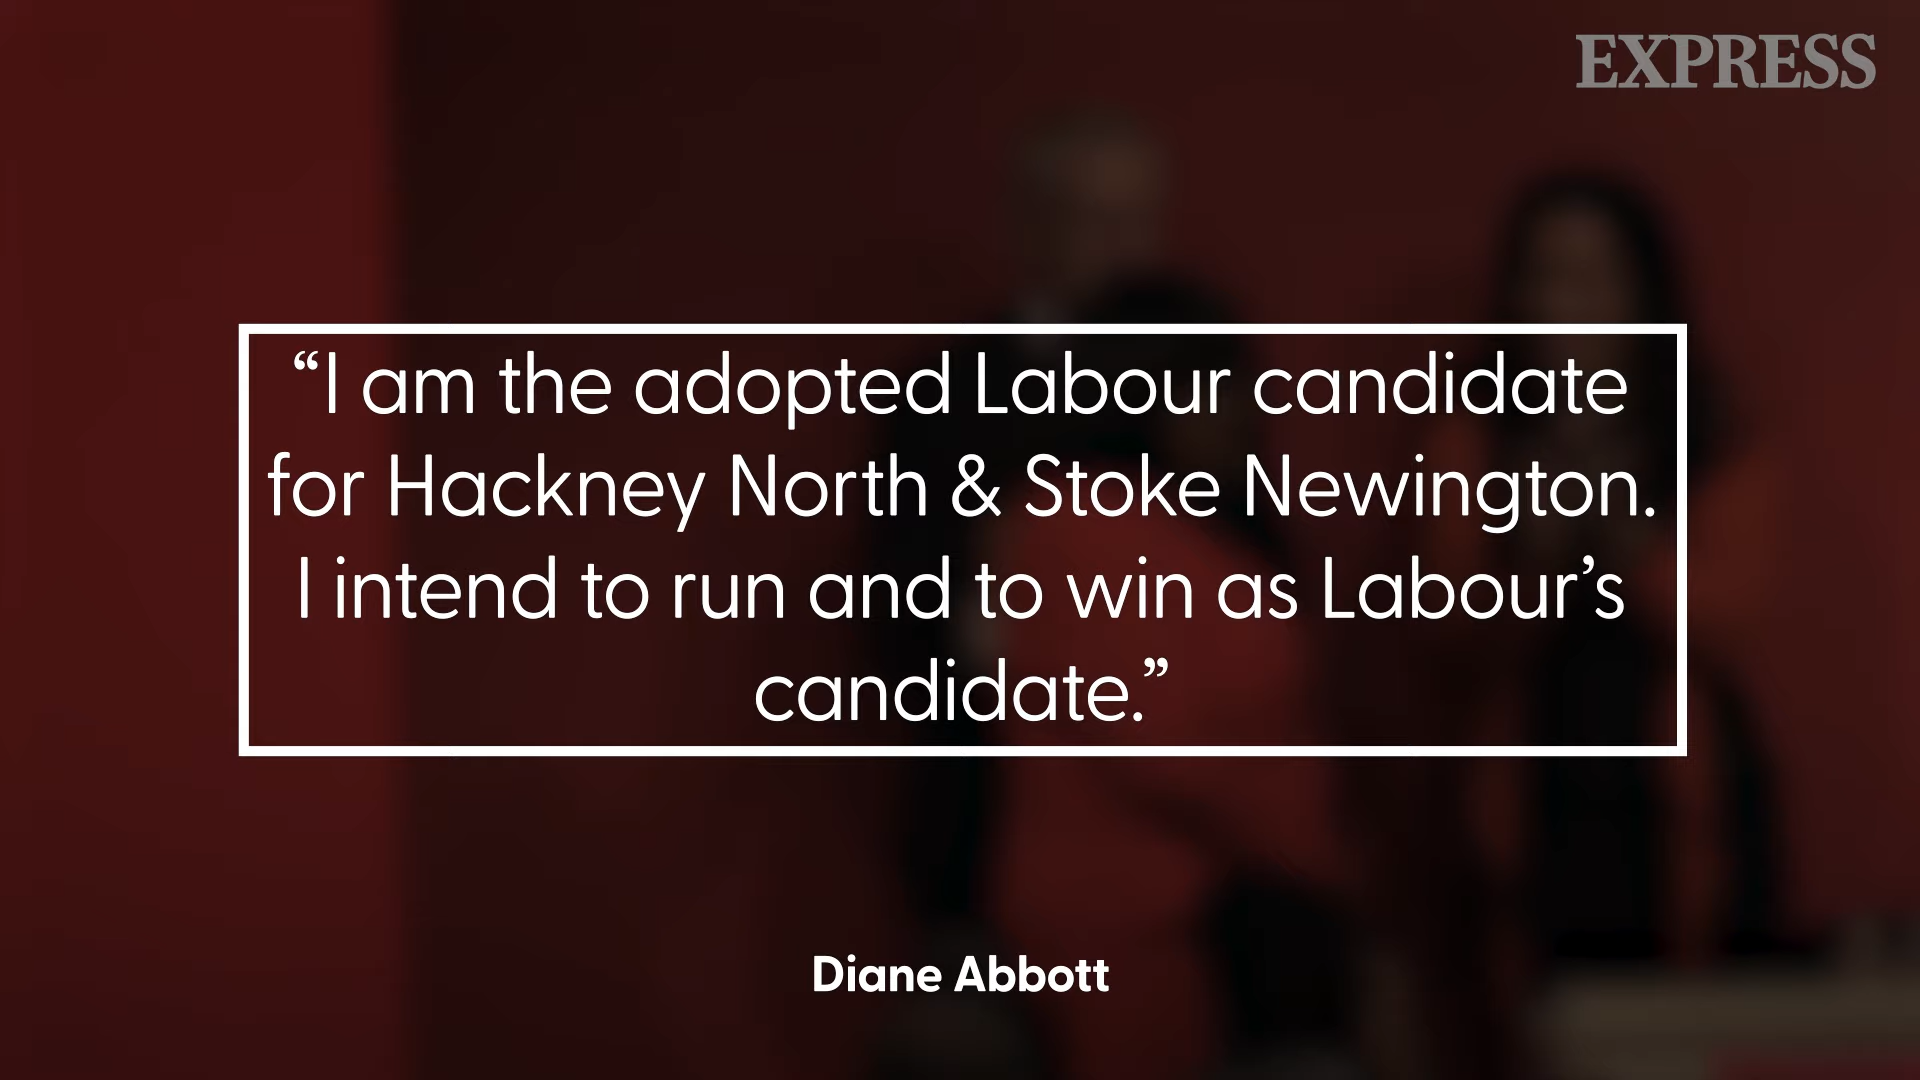 EXPRESS
“I am the adopted Labour candidate
for Hackney North & Stoke Newington.
I intend to run and to win as Labour’s
candidate.”
Diane Abbott